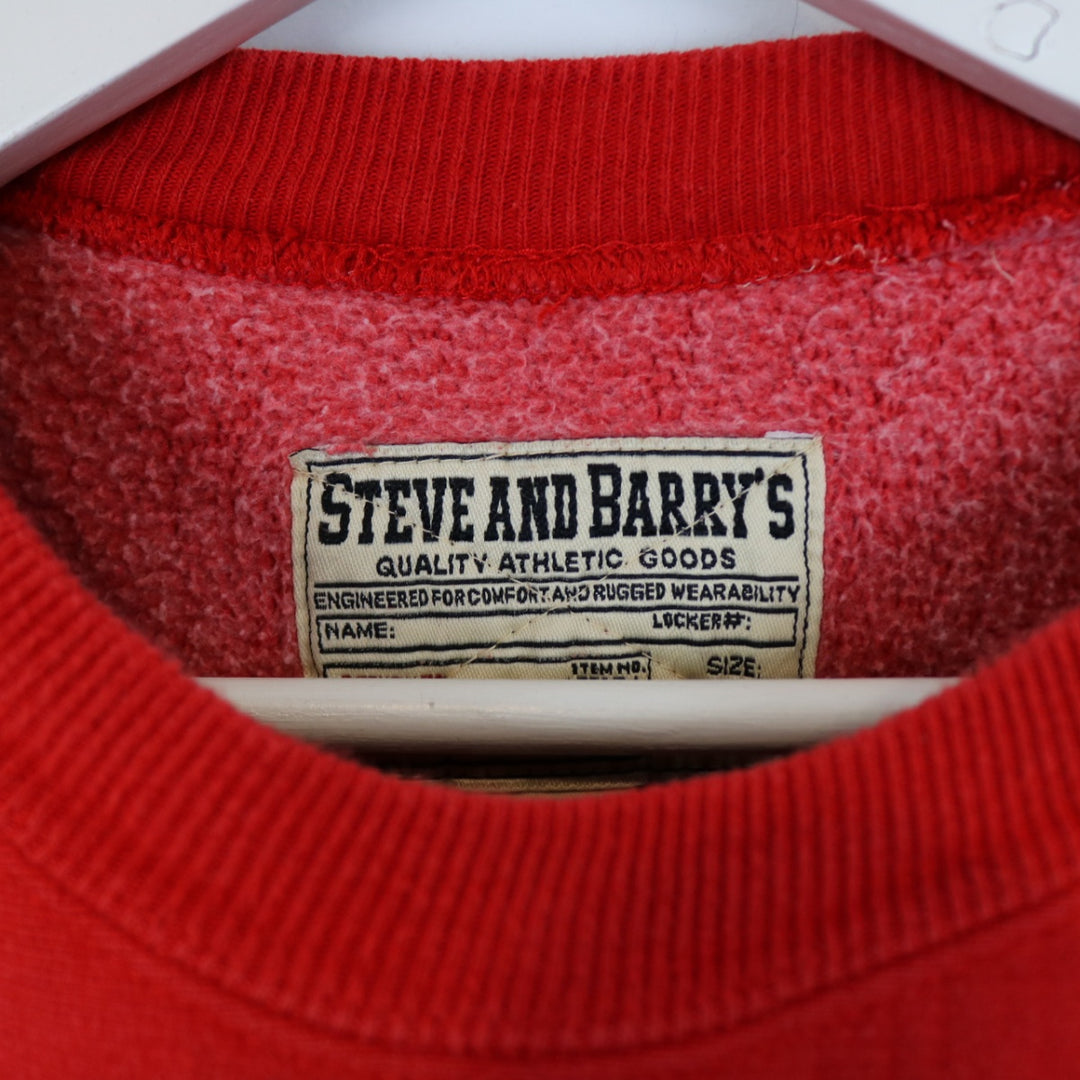 STEVE AND BARRY'S
QUALITY ATHLETIC GOODS
ENGINEERED FOR COMFORT AND RUGGED WEARABILITY
NAME: LOCKER#:
ITEM NO. SIZE: